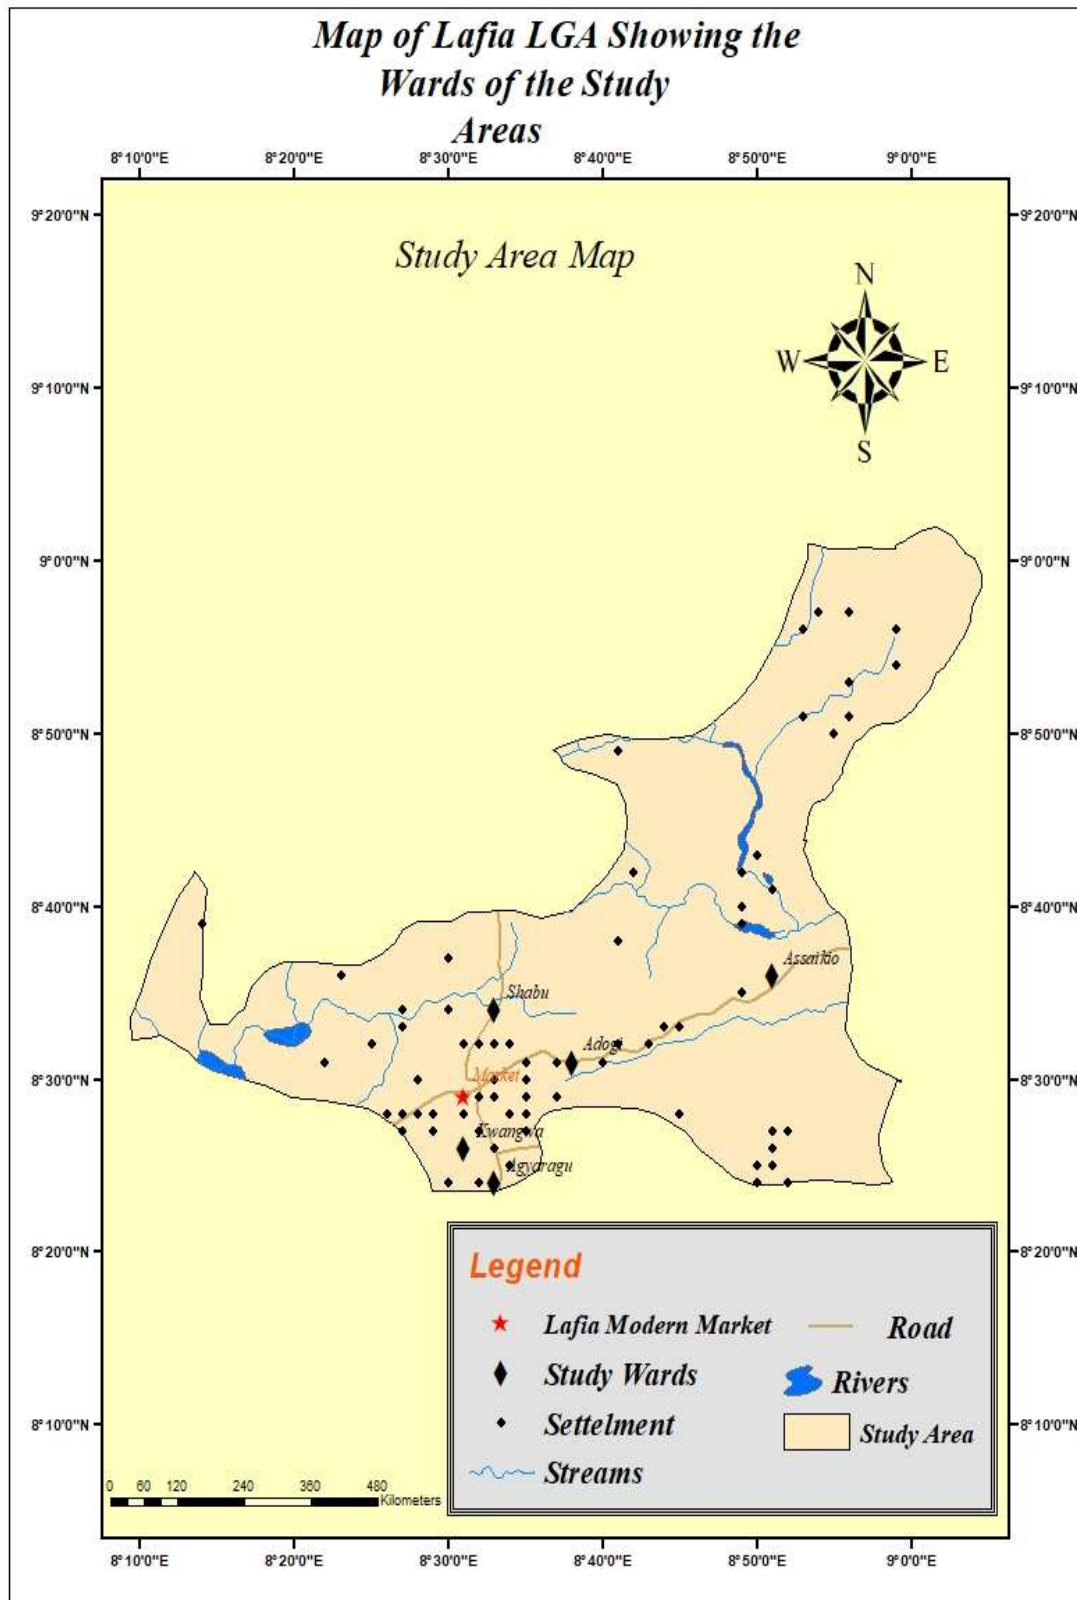 Map of Lafia LGA Showing the
Wards of the Study
Areas
8°10'0"E 8°20'0"E 8°30'0"E 8°40'0"E 8°50'0"E 9°0'0"E
9°20'0"N 9°20'0"N
Study Area Map
N
W E
S
9°10'0"N 9°10'0"N
9°0'0"N 9°0'0"N
8°50'0"N 8°50'0"N
8°40'0"N 8°40'0"N
Assaikio
Shabu
Adogi
8°30'0"N 8°30'0"N
Market
Kwangwa
Agyaragu
8°20'0"N 8°20'0"N
Legend
Lafia Modern Market Road
Study Wards Rivers
Settelment Study Area
Streams
8°10'0"N 8°10'0"N
0 60 120 240 360 480
Kilometers
8°10'0"E 8°20'0"E 8°30'0"E 8°40'0"E 8°50'0"E 9°0'0"E